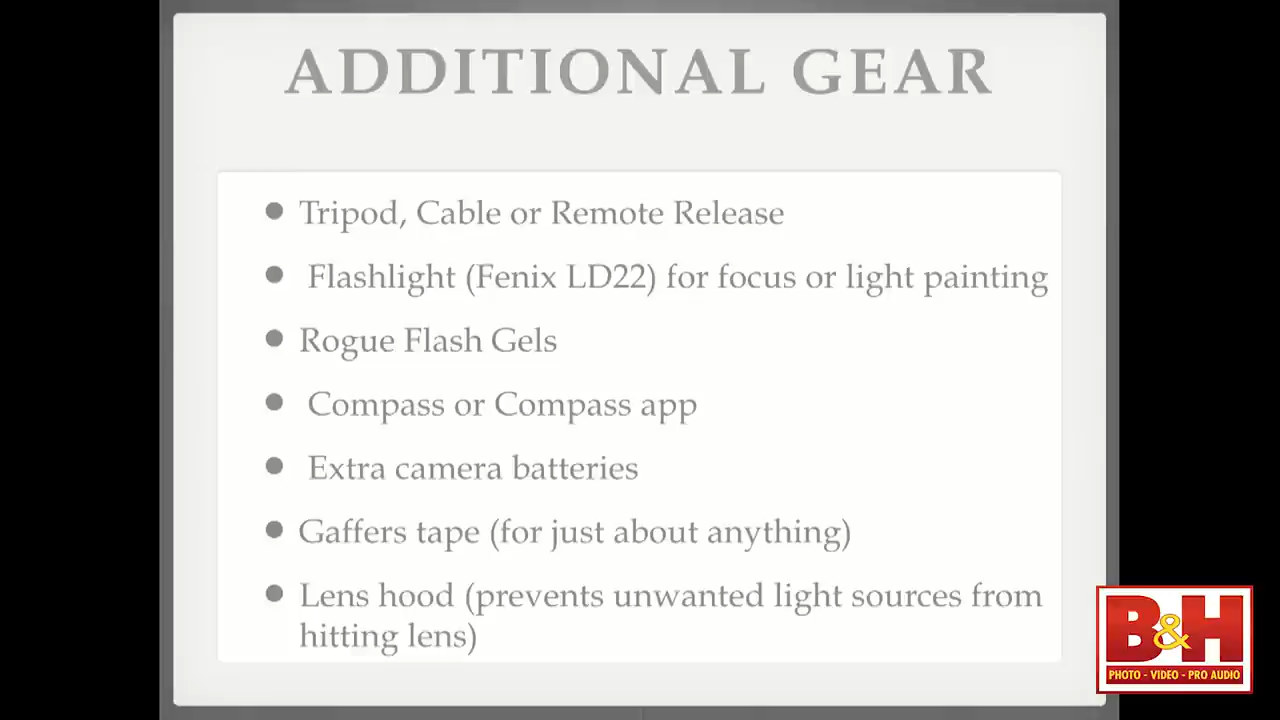 ADDITIONAL GEAR
Tripod, Cable or Remote Release
Flashlight (Fenix LD22) for focus or light painting
Rogue Flash Gels
Compass or Compass app
Extra camera batteries
Gaffers tape (for just about anything)
Lens hood (prevents unwanted light sources from
hitting lens)
B&H
PHOTO - VIDEO - PRO AUDIO